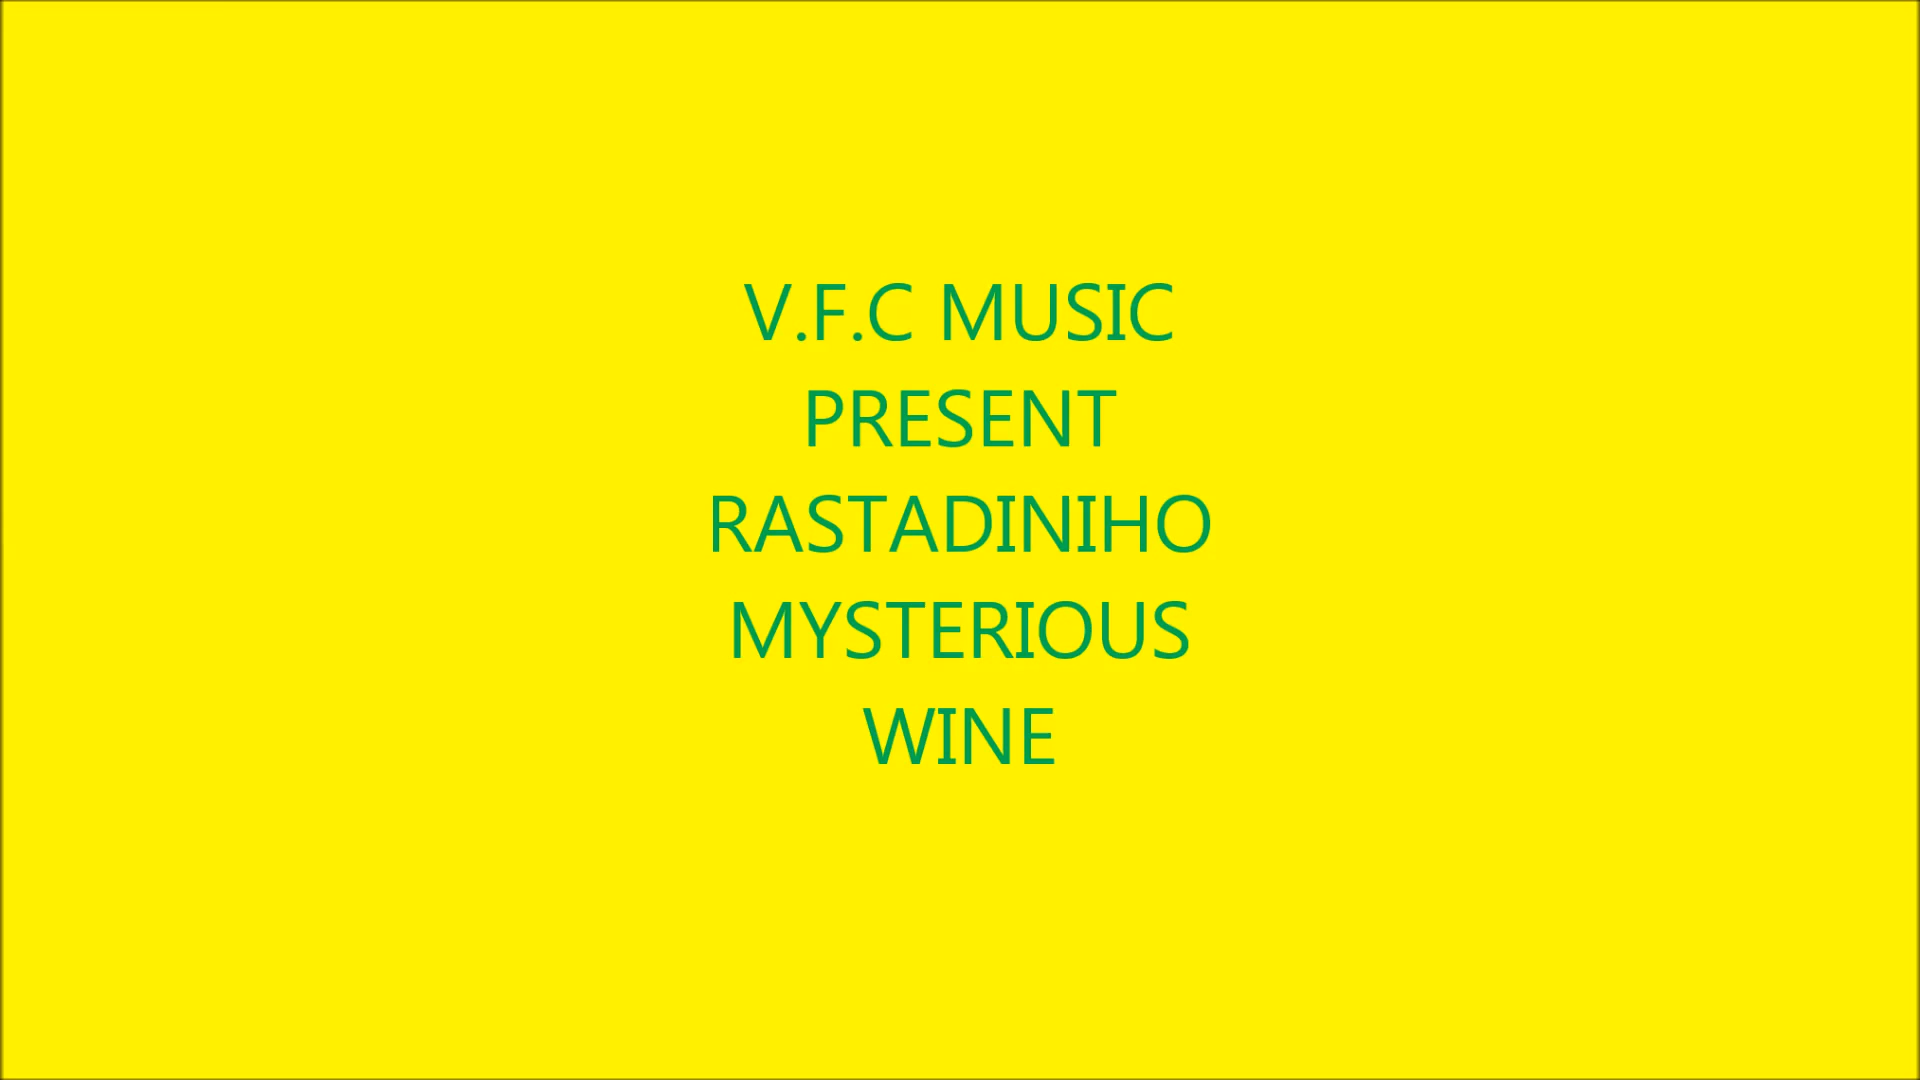 V.F.C MUSIC
PRESENT
RASTADINIHO
MYSTERIOUS
WINE